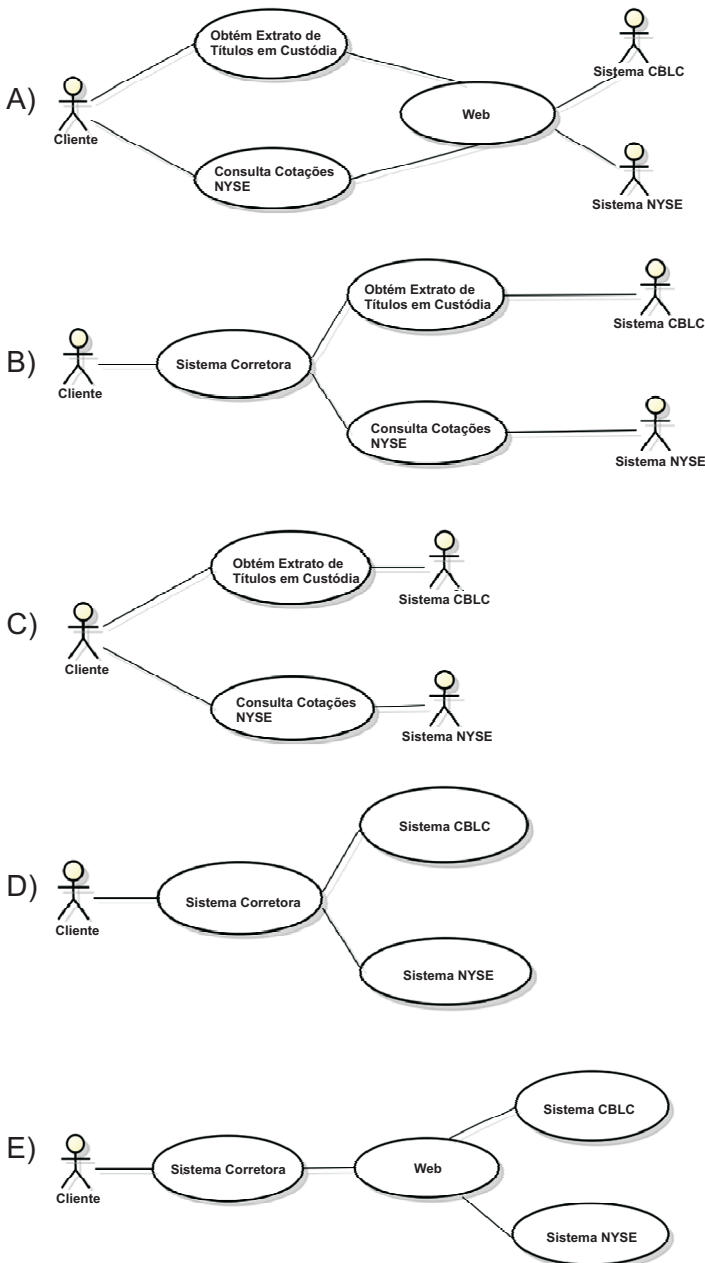 A)
Cliente
Obtém Extrato de
Títulos em Custódia
Consulta Cotações
NYSE
Web
Sistema CBLC
Sistema NYSE
B)
Cliente
Sistema Corretora
Obtém Extrato de
Títulos em Custódia
Consulta Cotações
NYSE
Sistema CBLC
Sistema NYSE
C)
Cliente
Obtém Extrato de
Títulos em Custódia
Consulta Cotações
NYSE
Sistema CBLC
Sistema NYSE
D)
Cliente
Sistema Corretora
Sistema CBLC
Sistema NYSE
E)
Cliente
Sistema Corretora
Web
Sistema CBLC
Sistema NYSE